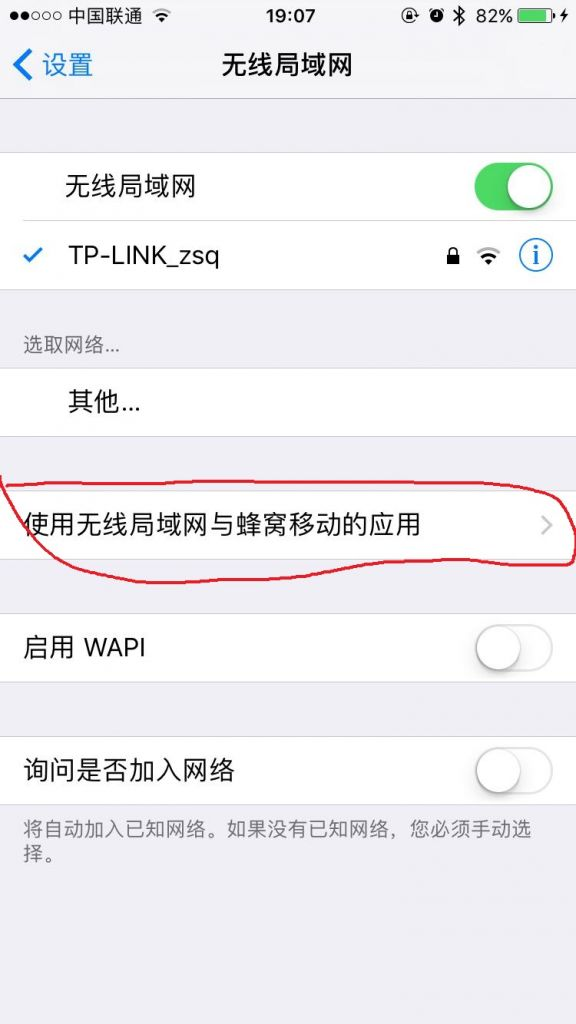 中国联通 19:07 82%
设置 无线局域网
无线局域网
TP-LINK_zsq
选取网络...
其他...
使用无线局域网与蜂窝移动的应用
启用 WAPI
询问是否加入网络
将自动加入已知网络。如果没有已知网络，您必须手动选
择。